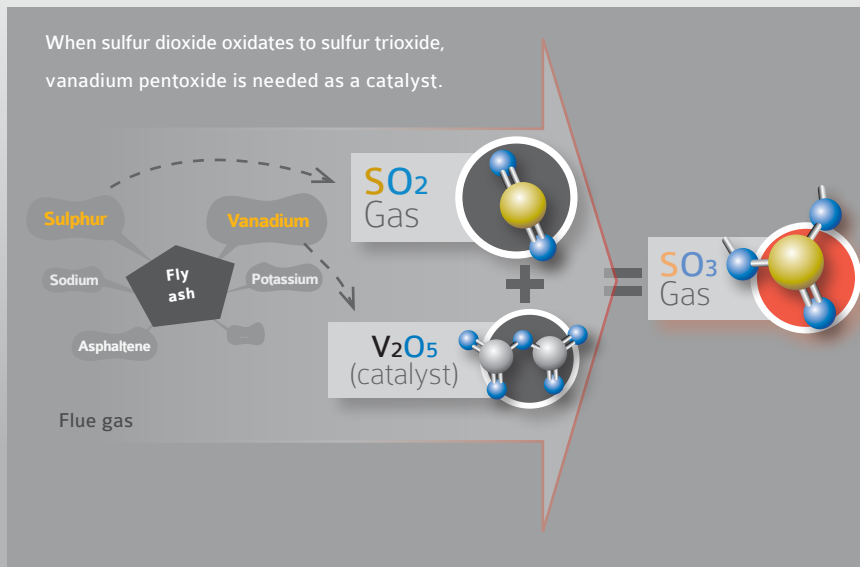 When sulfur dioxide oxidates to sulfur trioxide,
vanadium pentoxide is needed as a catalyst.
Sulphur
Vanadium
Sodium
Fly
ash
Potassium
Asphaltene
...
Flue gas
SO2
Gas
+
V2O5
(catalyst)
=
SO3
Gas